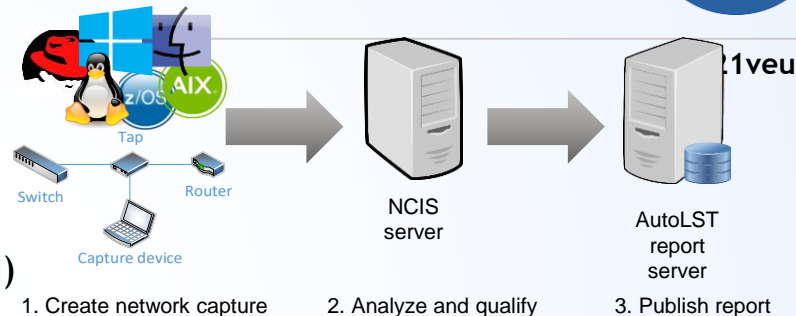 z/OS
AIX
21veu
Tap
Switch
Router
Capture device
NCIS
server
AutoLST
report
server
)
1. Create network capture
2. Analyze and qualify
3. Publish report